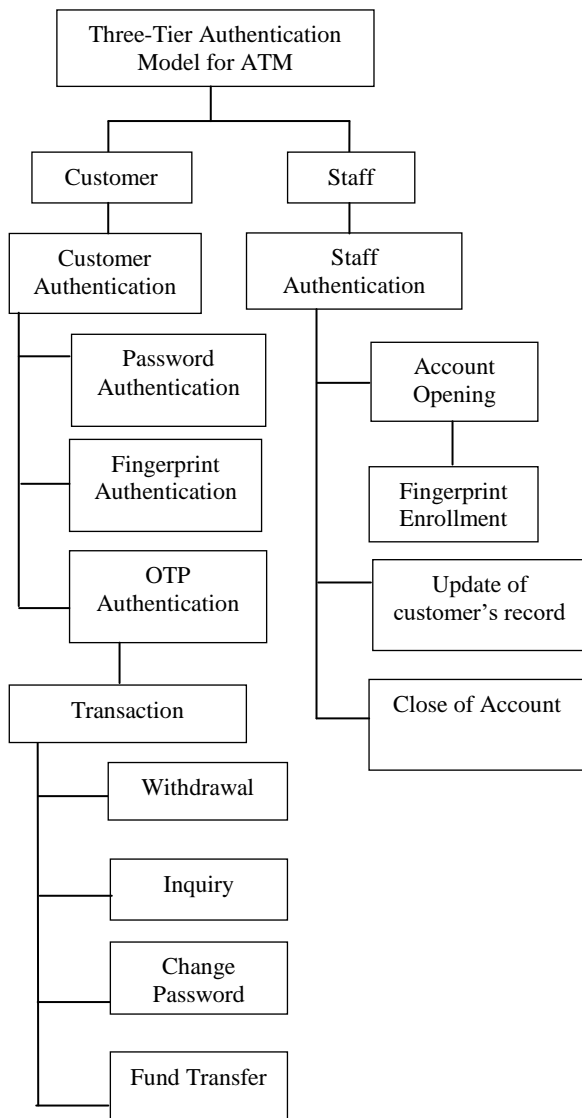 Three-Tier Authentication
Model for ATM
Customer
Staff
Customer
Authentication
Staff
Authentication
Password
Authentication
Fingerprint
Authentication
OTP
Authentication
Transaction
Withdrawal
Inquiry
Change
Password
Fund Transfer
Account
Opening
Fingerprint
Enrollment
Update of
customer's record
Close of Account